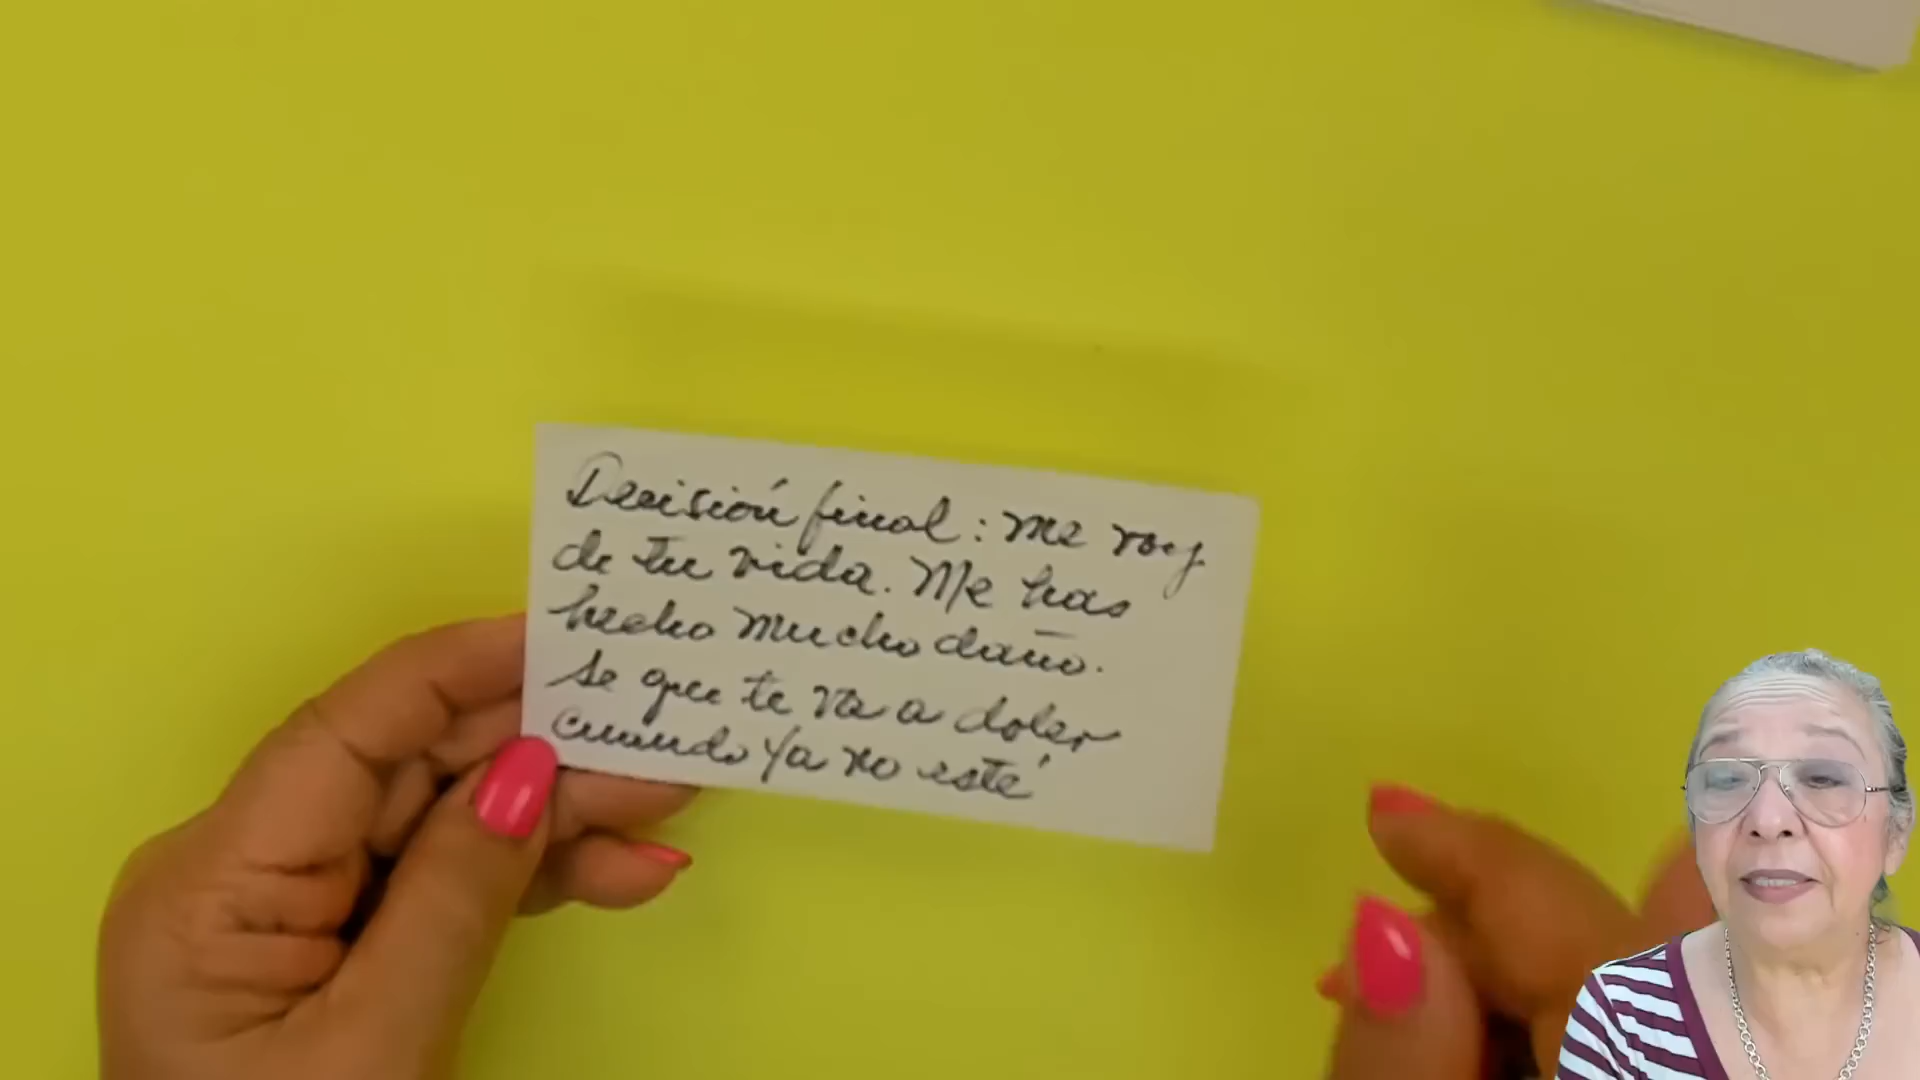 Decisión final: Me voy
de tu vida. Me has
hecho mucho daño.
Se que te va a doler
cuando ya no esté